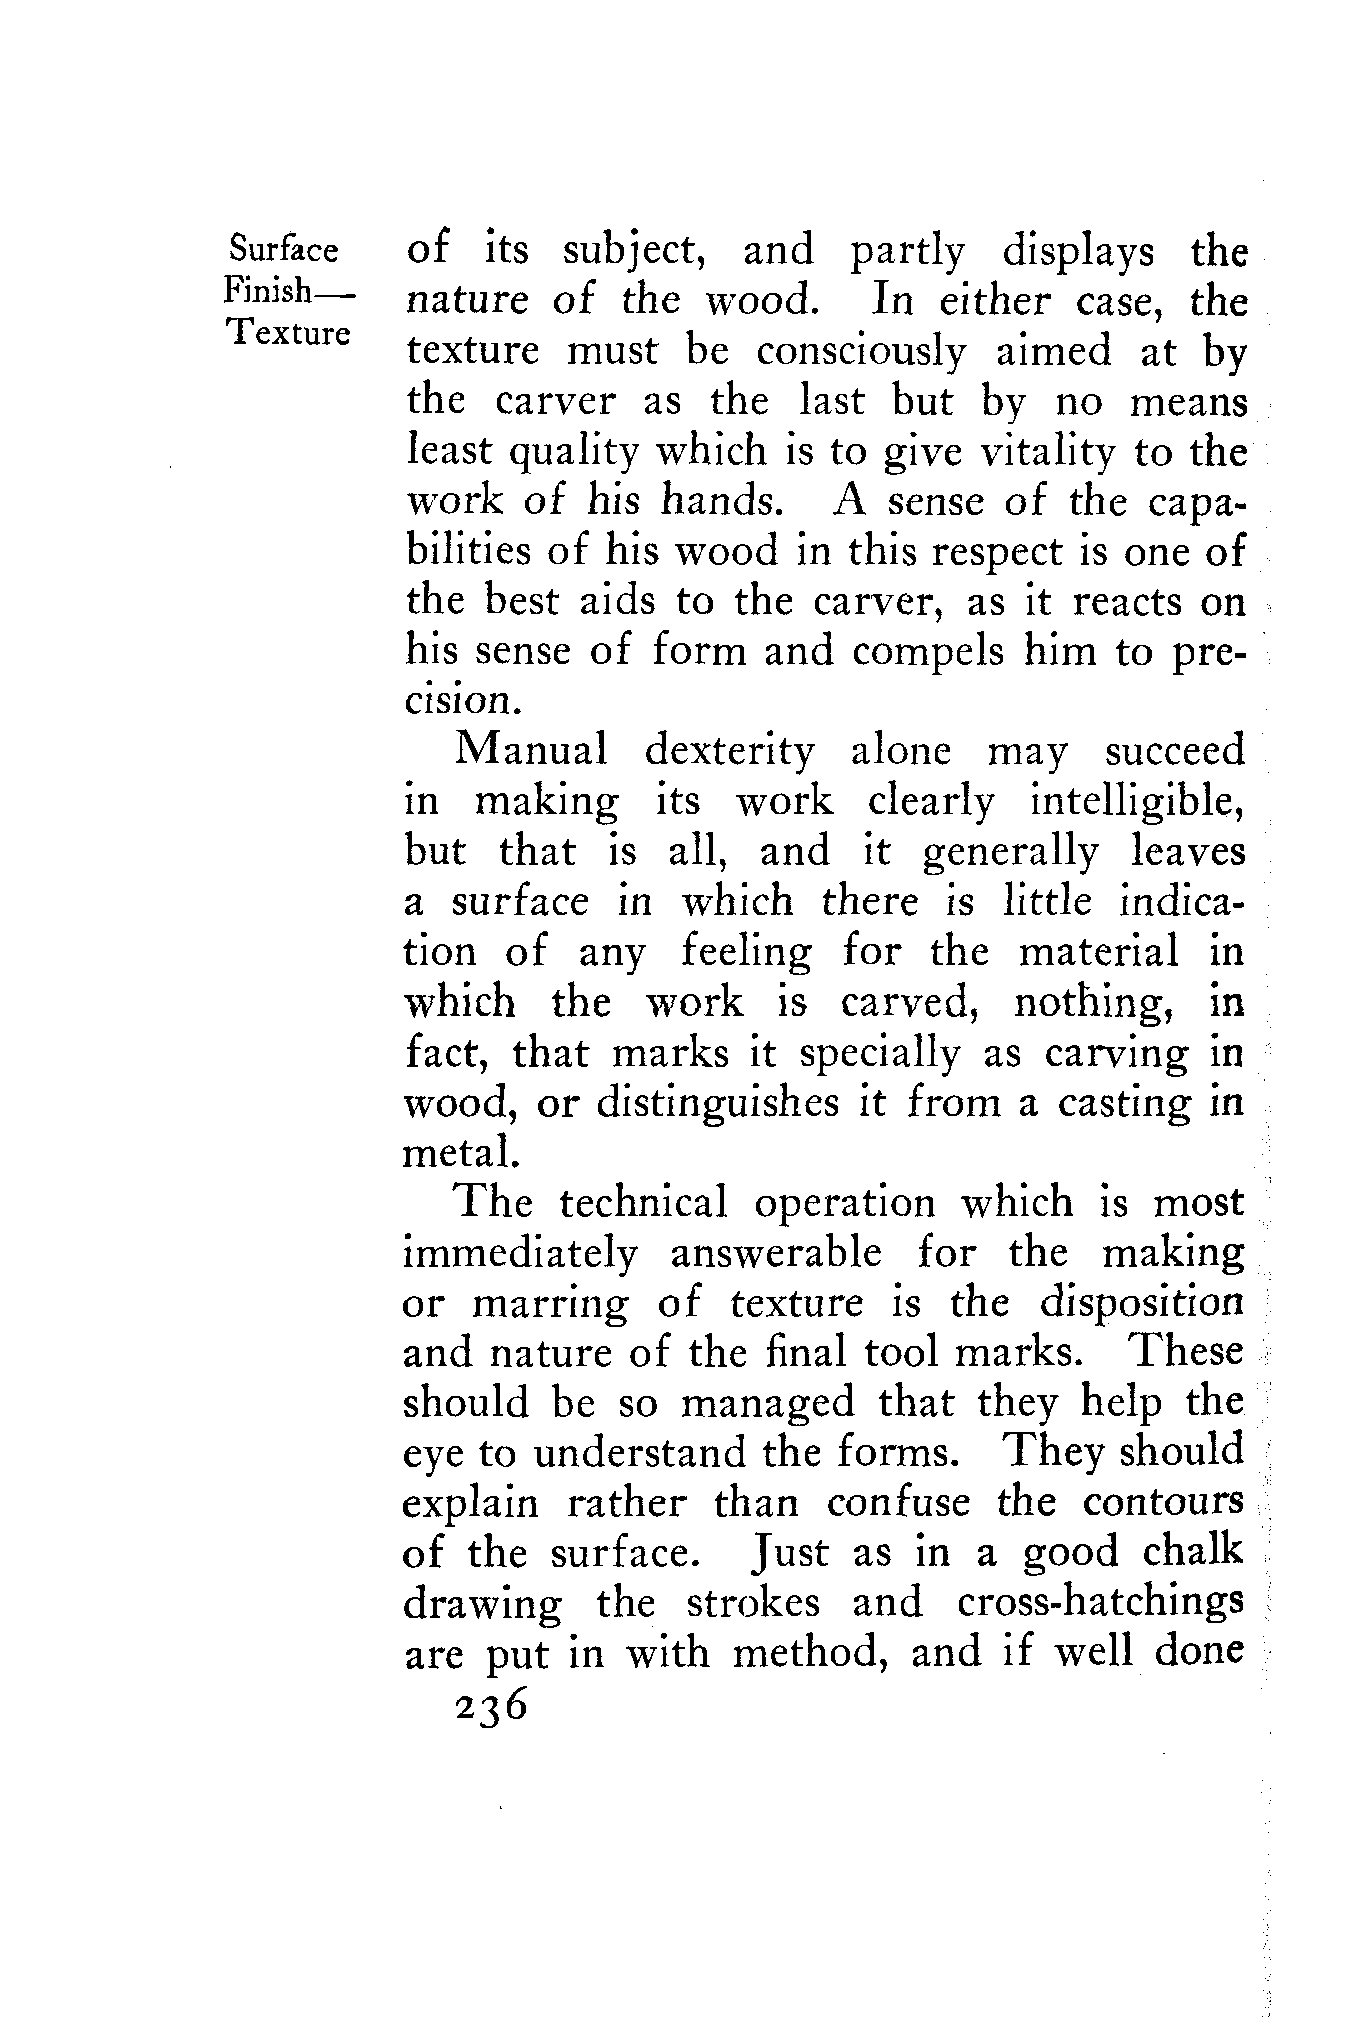 Surface
Finish—
Texture
of its subject, and partly displays the
nature of the wood. In either case, the
texture must be consciously aimed at by
the carver as the last but by no means
least quality which is to give vitality to the
work of his hands. A sense of the capa-
bilities of his wood in this respect is one of
the best aids to the carver, as it reacts on
his sense of form and compels him to pre-
cision.
Manual dexterity alone may succeed
in making its work clearly intelligible,
but that is all, and it generally leaves
a surface in which there is little indica-
tion of any feeling for the material in
which the work is carved, nothing, in
fact, that marks it specially as carving in
wood, or distinguishes it from a casting in
metal.
The technical operation which is most
immediately answerable for the making
or marring of texture is the disposition
and nature of the final tool marks. These
should be so managed that they help the
eye to understand the forms. They should
explain rather than confuse the contours
of the surface. Just as in a good chalk
drawing the strokes and cross-hatchings
are put in with method, and if well done
236